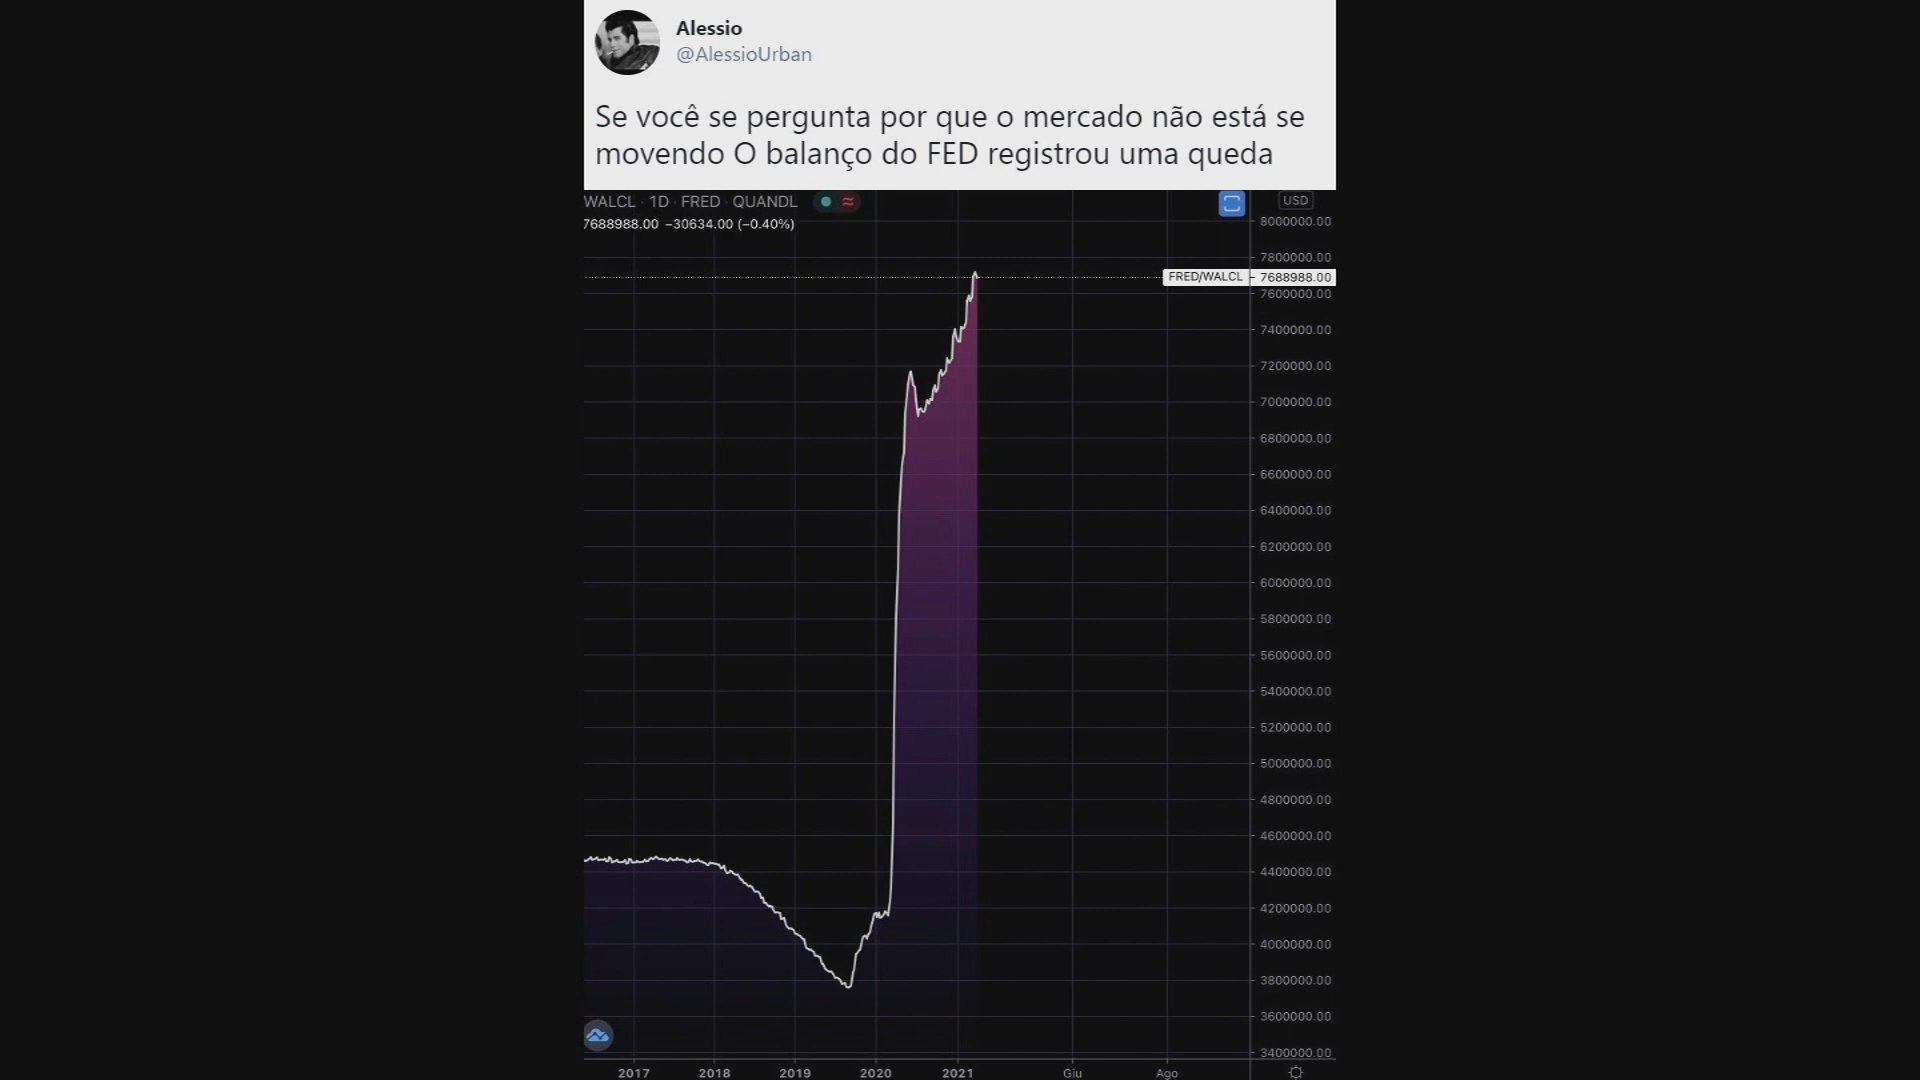 Alessio
@AlessioUrban
Se você se pergunta por que o mercado não está se
movendo O balanço do FED registrou uma queda
WALCL · 1D · FRED · QUANDL
7688988.00 −30634.00 (−0.40%)
USD
8000000.00
7800000.00
FRED/WALCL 7688988.00
7600000.00
7400000.00
7200000.00
7000000.00
6800000.00
6600000.00
6400000.00
6200000.00
6000000.00
5800000.00
5600000.00
5400000.00
5200000.00
5000000.00
4800000.00
4600000.00
4400000.00
4200000.00
4000000.00
3800000.00
3600000.00
3400000.00
2017 2018 2019 2020 2021 Giu Ago